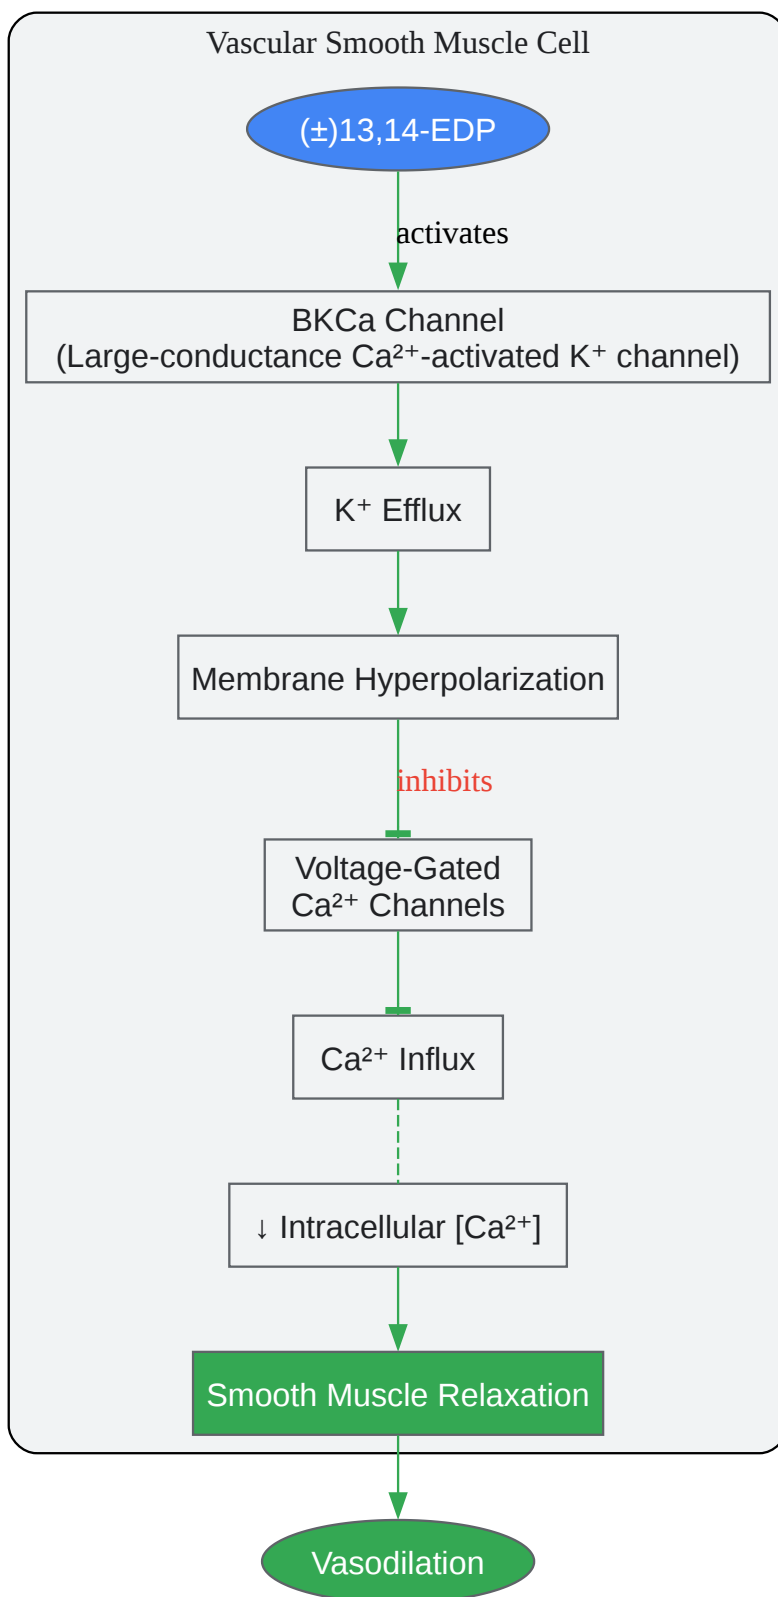 Vascular Smooth Muscle Cell
(±)13,14-EDP
activates
BKCa Channel
(Large-conductance Ca²⁺-activated K⁺ channel)
K⁺ Efflux
Membrane Hyperpolarization
inhibits
Voltage-Gated
Ca²⁺ Channels
Ca²⁺ Influx
↓ Intracellular [Ca²⁺]
Smooth Muscle Relaxation
Vasodilation